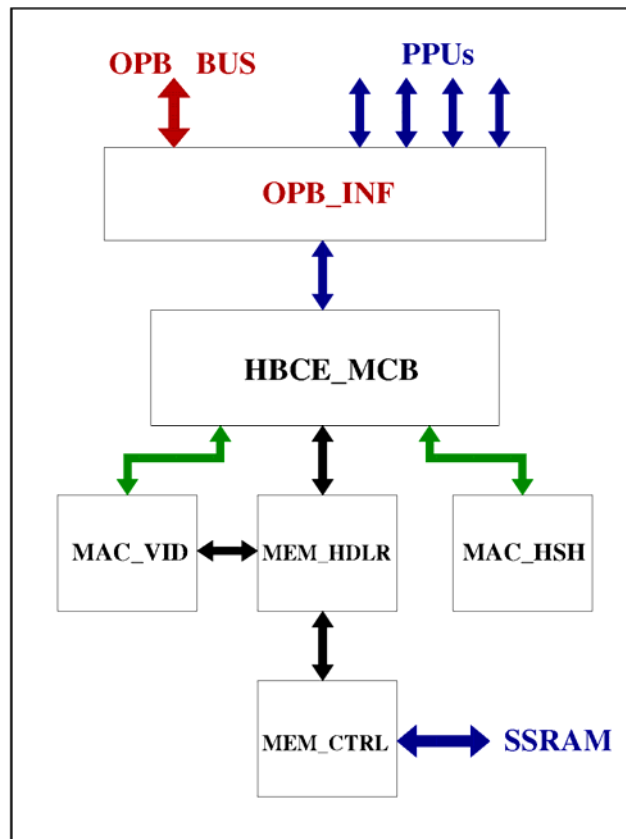 OPB BUS
PPUs
OPB_INF
HBCE_MCB
MAC_VID
MEM_HDLR
MAC_HSH
MEM_CTRL
SSRAM